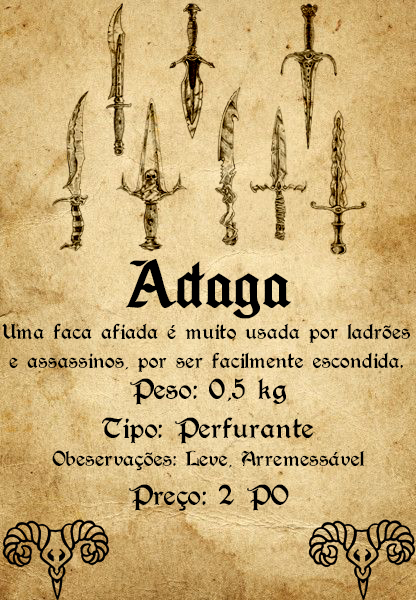 Adaga
Uma faca afiada é muito usada por ladrões
e assassinos, por ser facilmente escondida.
Peso: 0,5 kg
Tipo: Perfurante
Obeservações: Leve, Arremessável
Preço: 2 PO